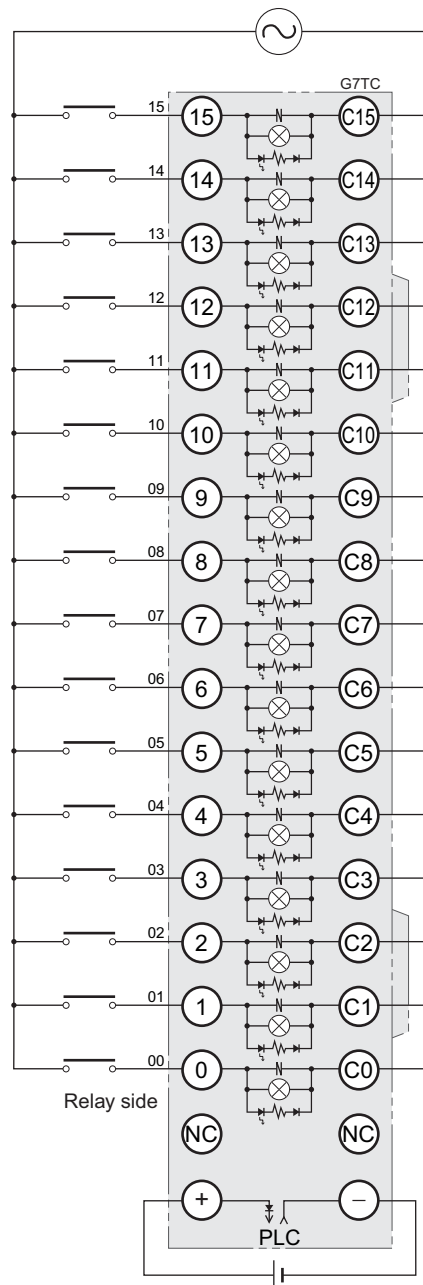 G7TC
15 15 N C15
14 14 N C14
13 13 N C13
12 12 N C12
11 11 N C11
10 10 N C10
09 9 N C9
08 8 N C8
07 7 N C7
06 6 N C6
05 5 N C5
04 4 N C4
03 3 N C3
02 2 N C2
01 1 N C1
00 0 N C0
Relay side
NC NC
+ −
PLC